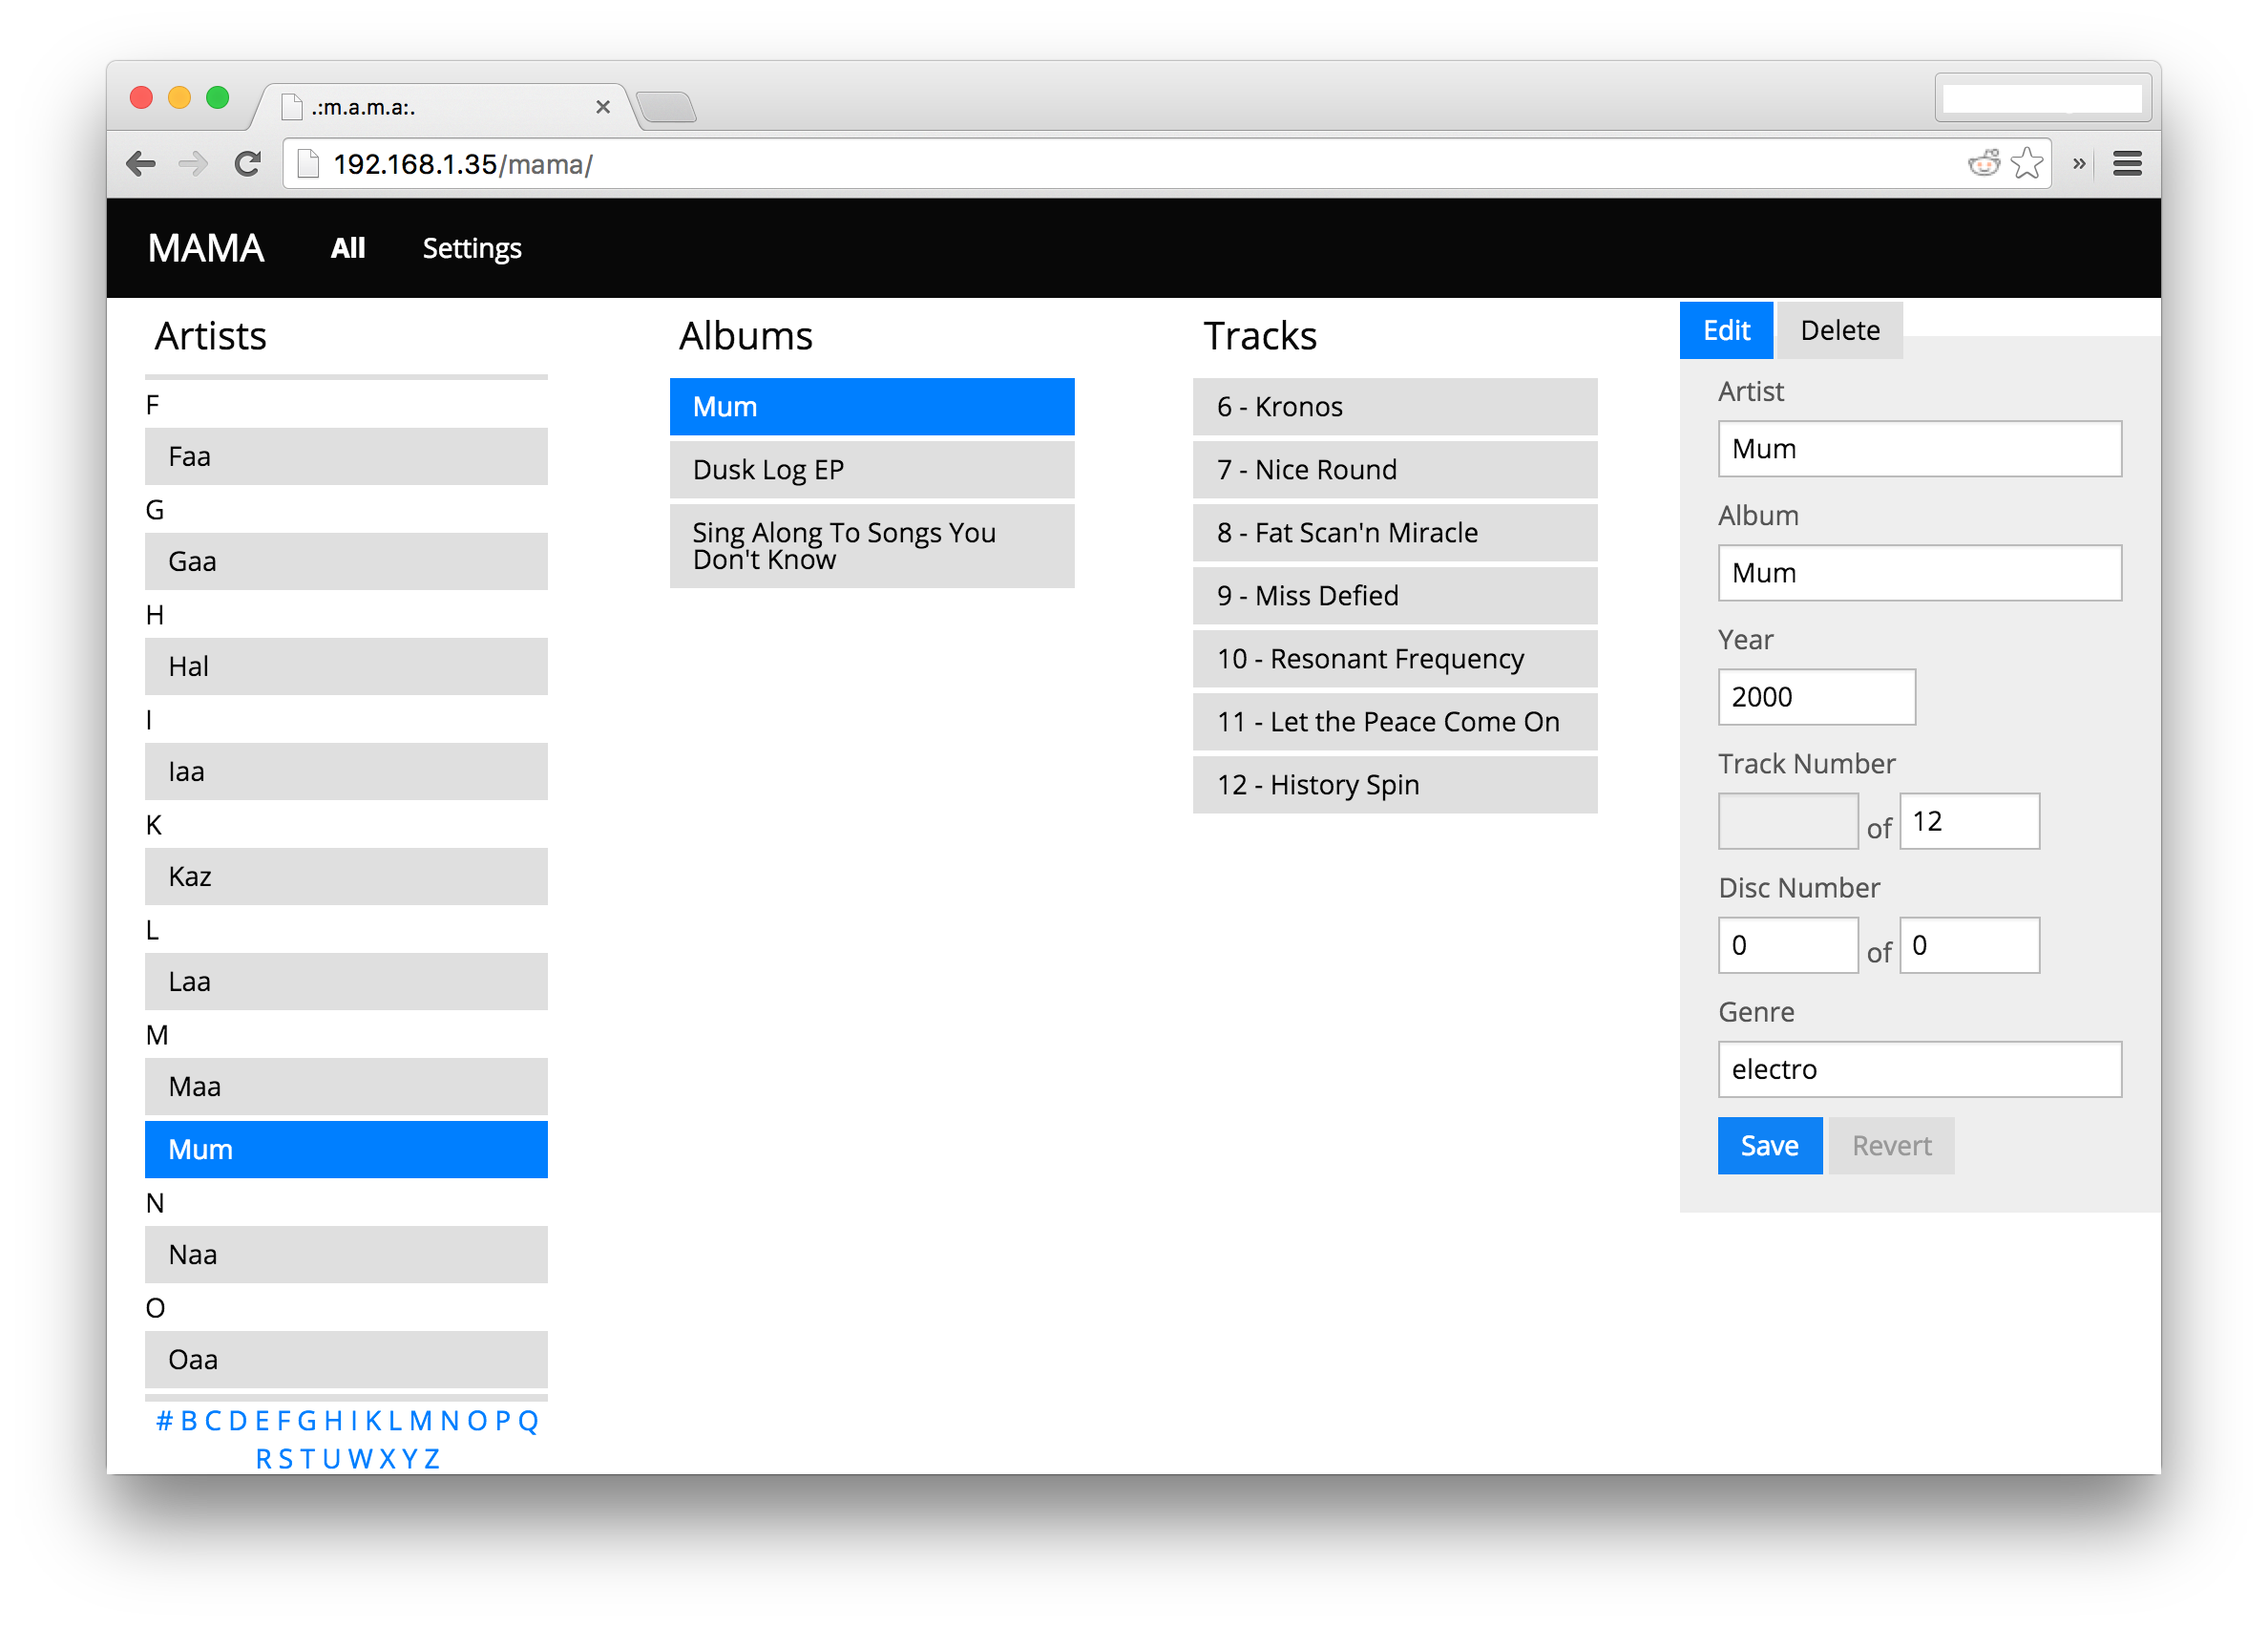 .:m.a.m.a:.
192.168.1.35/mama/
MAMA All Settings
Artists
F
Faa
G
Gaa
H
Hal
I
Iaa
K
Kaz
L
Laa
M
Maa
Mum
N
Naa
O
Oaa
# B C D E F G H I K L M N O P Q
R S T U W X Y Z
Albums
Mum
Dusk Log EP
Sing Along To Songs You
Don't Know
Tracks
6 - Kronos
7 - Nice Round
8 - Fat Scan'n Miracle
9 - Miss Defied
10 - Resonant Frequency
11 - Let the Peace Come On
12 - History Spin
Edit Delete
Artist
Mum
Album
Mum
Year
2000
Track Number
of 12
Disc Number
0 of 0
Genre
electro
Save Revert